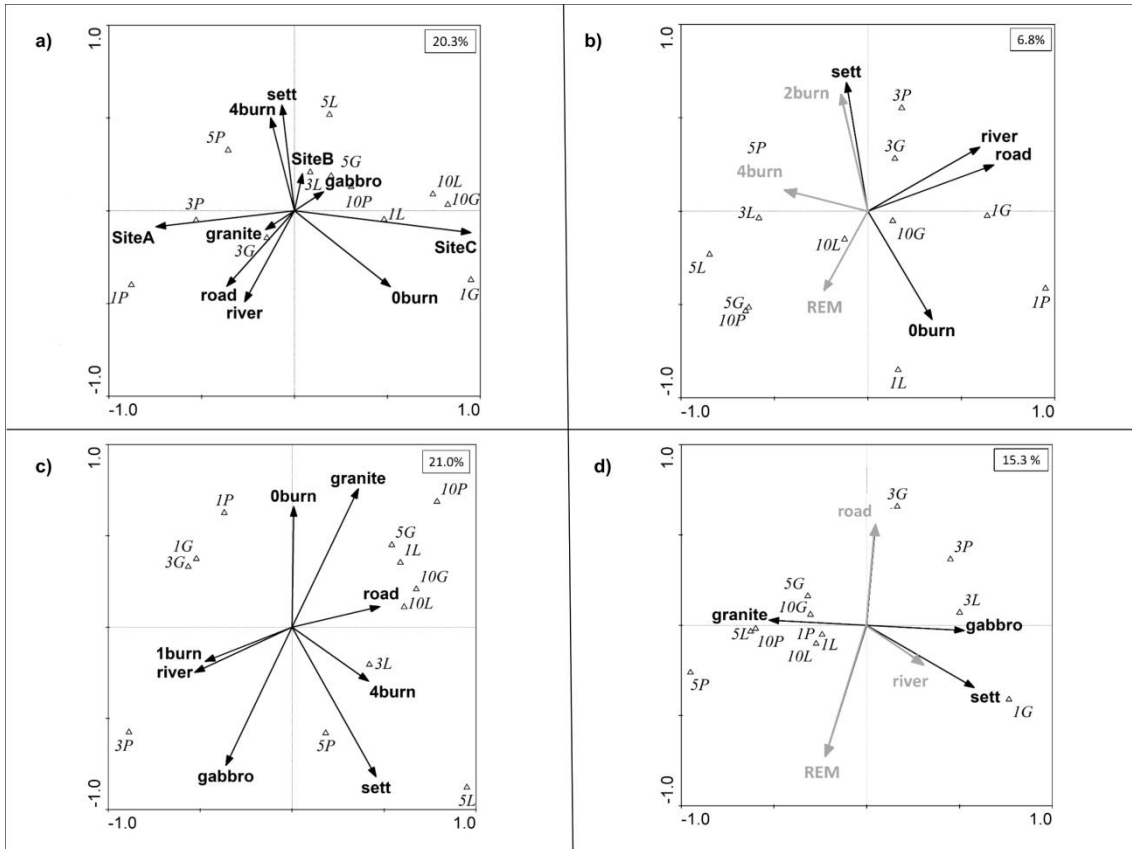 a)
20.3%
1.0
sett
4burn
5L
5P
SiteB
5G
3L
gabbro
10L
10G
3P
10P
1L
SiteA
granite
3G
SiteC
road
0burn
1P
river
1G
-1.0
-1.0
1.0
b)
6.8%
1.0
sett
2burn
3P
river
5P
3G
road
4burn
3L
1G
10G
10L
5L
5G
REM
10P
0burn
1P
1L
-1.0
-1.0
1.0
c)
21.0%
1.0
granite
0burn
10P
1P
5G
1G
1L
3G
10G
road
10L
1burn
river
3L
4burn
3P
5P
gabbro
sett
5L
-1.0
-1.0
1.0
d)
15.3 %
1.0
3G
road
3P
5G
3L
granite
10G
5L
10P
1P
1L
gabbro
10L
5P
river
sett
1G
REM
-1.0
-1.0
1.0